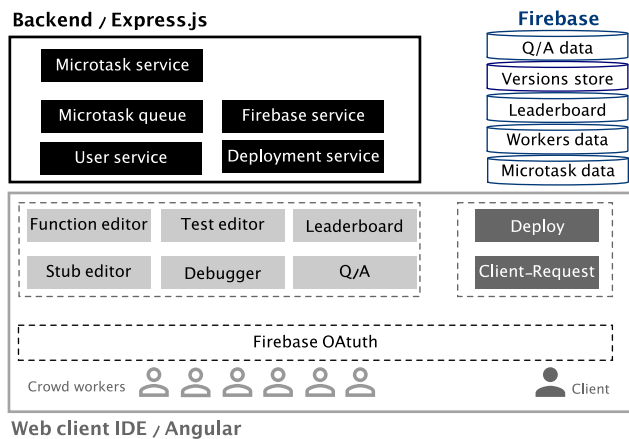 Backend / Express.js
Microtask service
Microtask queue
Firebase service
User service
Deployment service
Firebase
Q/A data
Versions store
Leaderboard
Workers data
Microtask data
Function editor
Test editor
Leaderboard
Stub editor
Debugger
Q/A
Deploy
Client-Request
Firebase OAtuth
Crowd workers
Client
Web client IDE / Angular